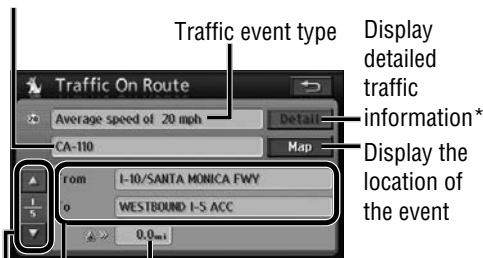 Traffic event type
Display
detailed
traffic
information*
Traffic On Route
Average speed of 20 mph
Detail
CA-110
Map
Display the
location of
the event
rom
I-10/SANTA MONICA FWY
1
5
o
WESTBOUND I-5 ACC
0.0mi